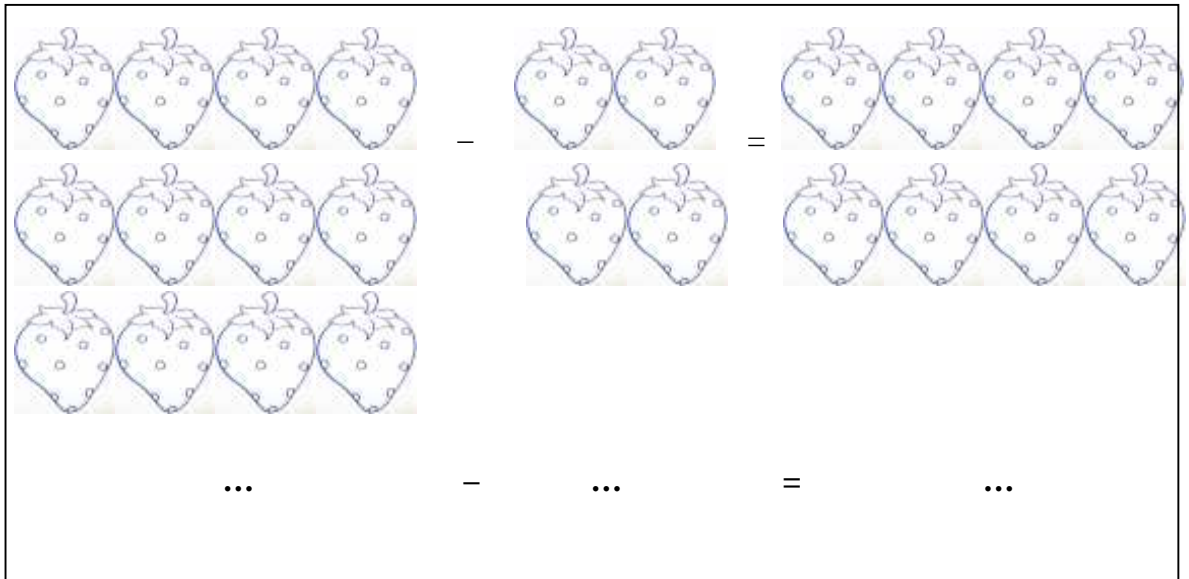 – =
... – ... = ...